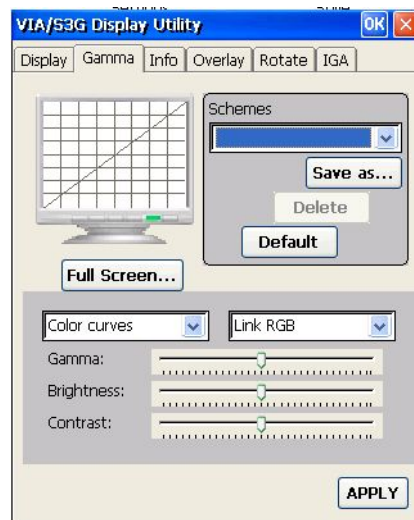 VIA/S3G Display Utility OK
Display Gamma Info Overlay Rotate IGA
Schemes
Save as...
Delete
Default
Full Screen...
Color curves Link RGB
Gamma:
Brightness:
Contrast:
APPLY